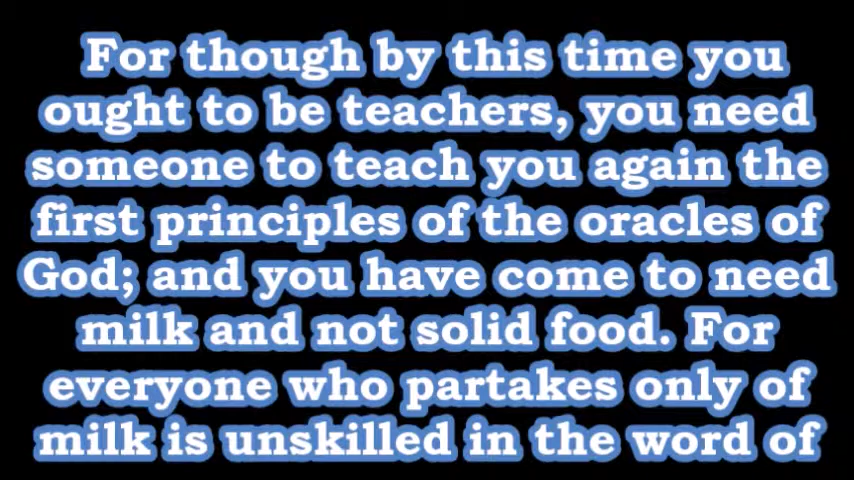 For though by this time you
ought to be teachers, you need
someone to teach you again the
first principles of the oracles of
God; and you have come to need
milk and not solid food. For
everyone who partakes only of
milk is unskilled in the word of